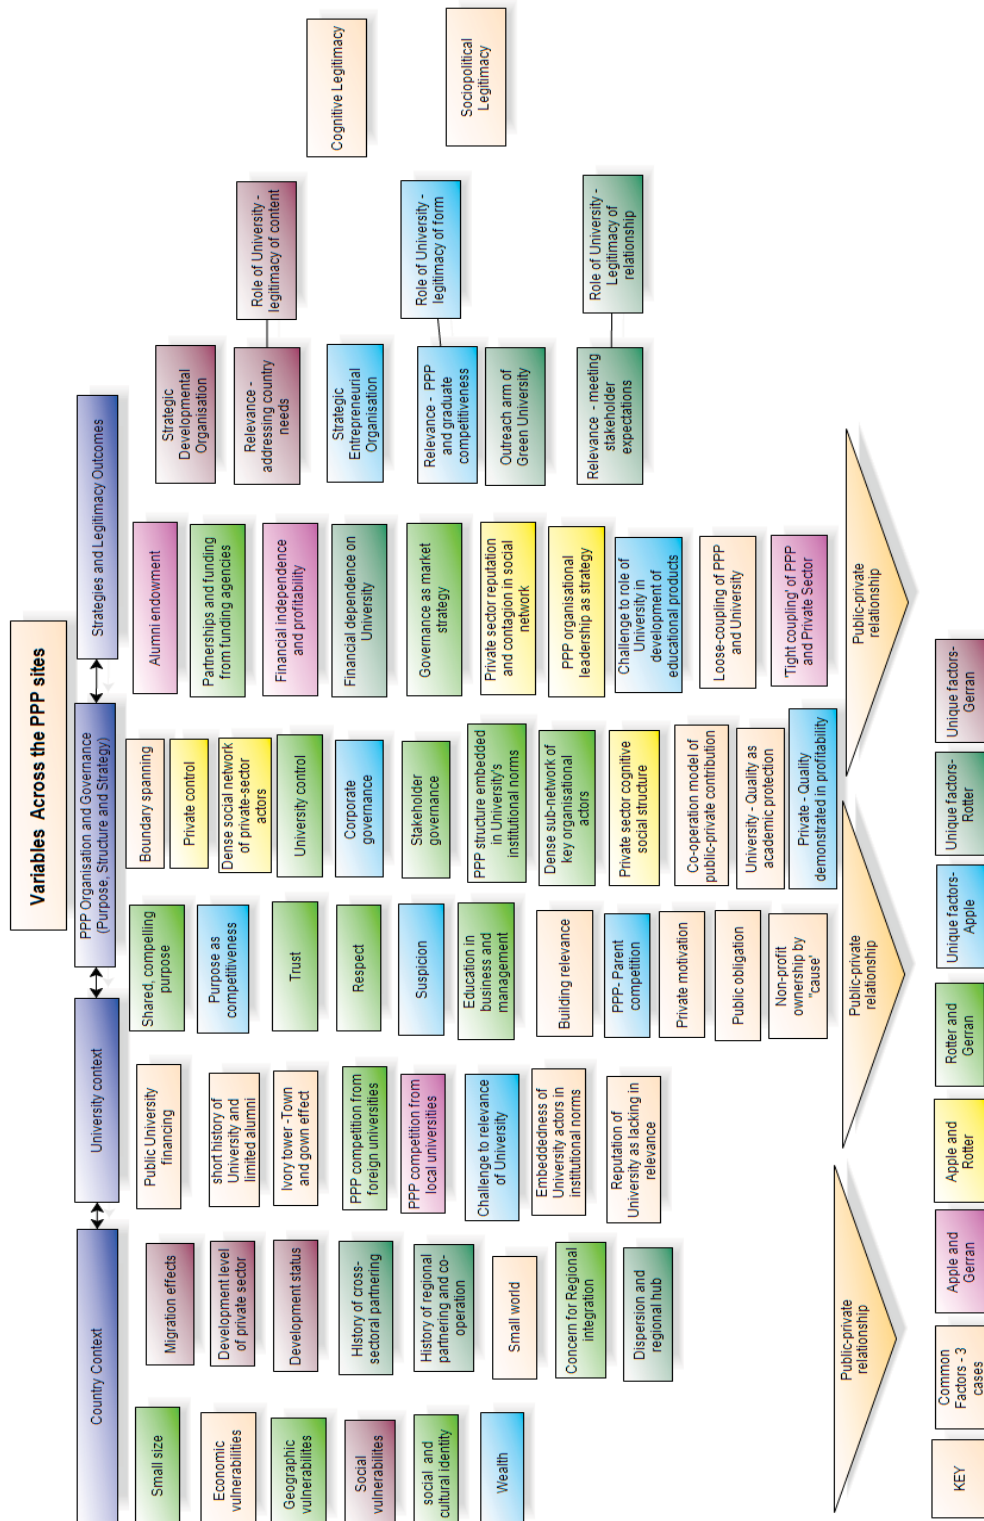 Variables Across the PPP sites
Country Context
University context
PPP Organisation and Governance
(Purpose, Structure and Strategy)
Strategies and Legitimacy Outcomes
Small size
Economic
vulnerabilities
Geographic
vulnerabilites
Social
vulnerabilites
social and
cultural identity
Wealth
Migration effects
Development level
of private sector
Development status
HIstory of cross-
sectoral partnering
History of regional
partnering and co-
operation
Small world
Concern for Regional
integration
Dispersion and
regional hub
Public University
financing
short history of
University and
limited alumni
Ivory tower -Town
and gown effect
PPP competition from
foreign universities
PPP competition from
local universities
Challenge to relevance
of University
Embeddedness of
University actors in
institutional norms
Reputation of
University as lacking in
relevance
Shared, compelling
purpose
Purpose as
competitiveness
Trust
Respect
Suspicion
Education in
business and
management
Building relevance
PPP- Parent
competition
Private motivation
Public obligation
Non-profit
ownership by
"cause'
Boundary spanning
Private control
Dense social network
of private-sector
actors
University control
Corporate
governance
Stakeholder
governance
PPP structure embedded
in University's
institutional norms
Dense sub-network of
key organisational
actors
Private sector cognitive
social structure
Co-operation model of
public-private contribution
University - Quality as
academic protection
Private - Quality
demonstrated in profitability
Alumni endowment
Partnerships and funding
from funding agencies
Financial independence
and profitability
Financial dependence on
University
Governance as market
strategy
Private sector reputation
and contagion in social
network
PPP organisational
leadership as strategy
Challenge to role of
University in
development of
educational products
Loose-coupling of PPP
and University
'Tight coupling' of PPP
and Private Sector
Strategic
Developmental
Organisation
Relevance -
addressing country
needs
Strategic
Entrepreneurial
Organisation
Relevance - PPP
and graduate
competitiveness
Outreach arm of
Green University
Relevance - meeting
stakeholder
expectations
Role of University -
legitimacy of content
Role of University -
legitimacy of form
Role of University -
Legitimacy of
relationship
Cognitive Legitimacy
Sociopolitical
Legitimacy
Public-private
relationship
Public-private
relationship
Public-private
relationship
KEY
Common
Factors - 3
cases
Apple and
Gerran
Apple and
Rotter
Rotter and
Gerran
Unique factors-
Apple
Unique factors-
Rotter
Unique factors-
Gerran